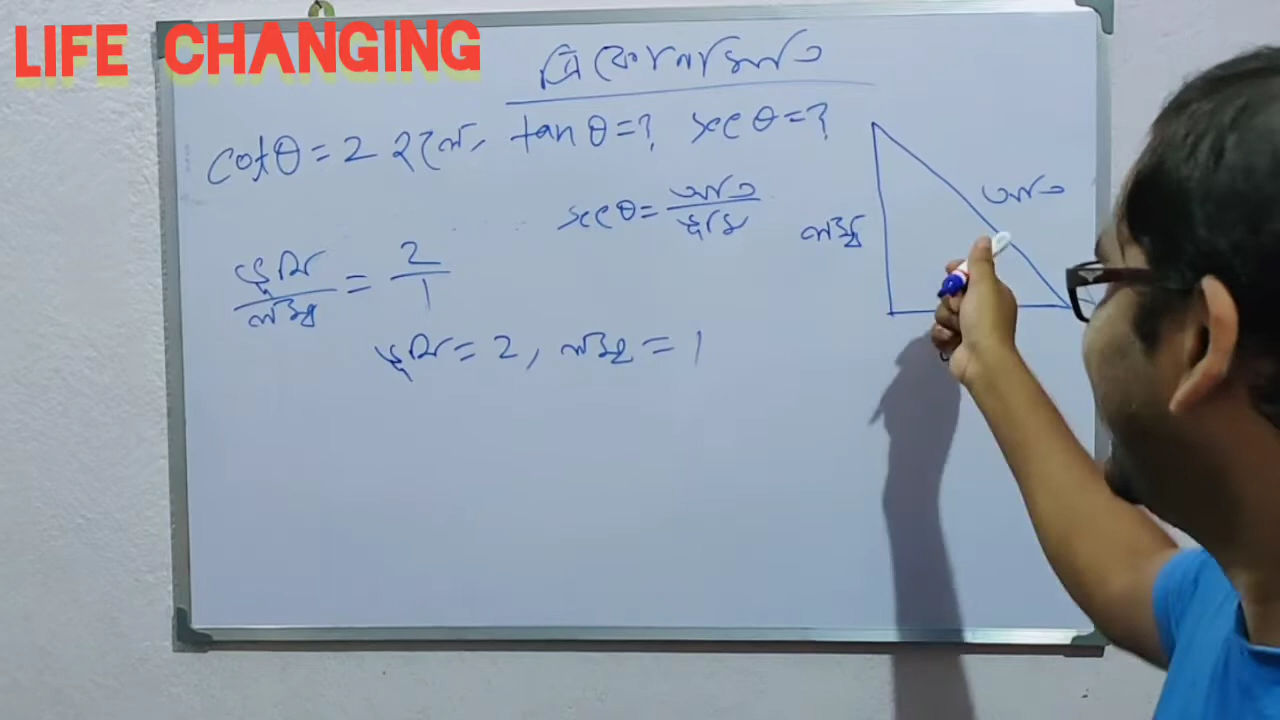 LIFE CHANGING
ত্রিকোণমিতি
cotθ = 2 হলে, tanθ = ? secθ = ?
secθ = অতি / ভূমি
ভূমি / লম্ব = 2 / 1
ভূমি = 2, লম্ব = 1
অতি
লম্ব